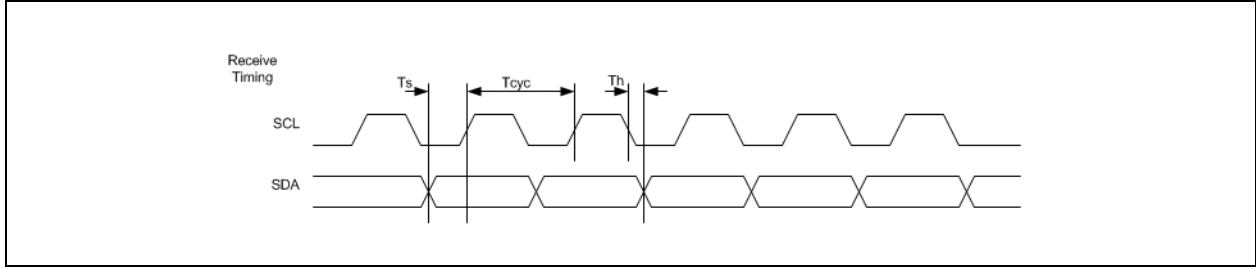 Receive
Timing
Ts
Tcyc
Th
SCL
SDA